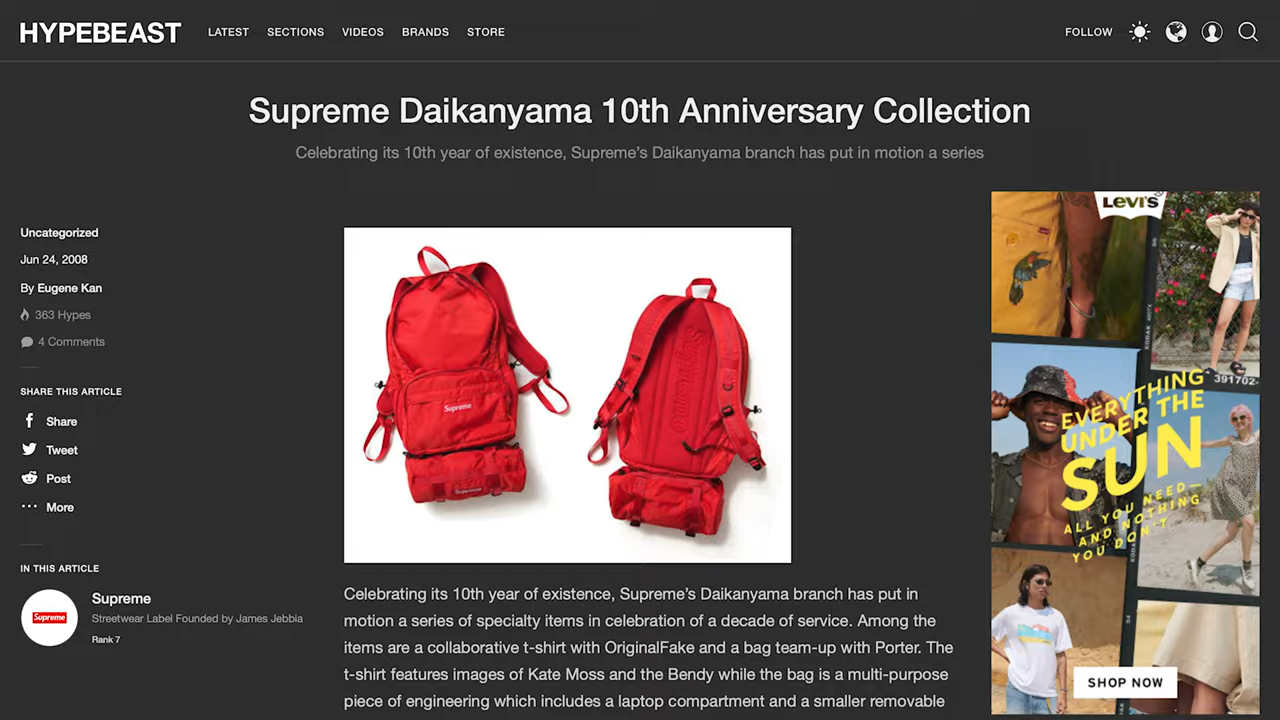 HYPEBEAST
LATEST SECTIONS VIDEOS BRANDS STORE
FOLLOW
Supreme Daikanyama 10th Anniversary Collection
Celebrating its 10th year of existence, Supreme’s Daikanyama branch has put in motion a series
Uncategorized
Jun 24, 2008
By Eugene Kan
363 Hypes
4 Comments
SHARE THIS ARTICLE
Share
Tweet
Post
More
IN THIS ARTICLE
Supreme
Supreme
Streetwear Label Founded by James Jebbia
Rank 7
Supreme
Supreme
Supreme
Celebrating its 10th year of existence, Supreme’s Daikanyama branch has put in
motion a series of specialty items in celebration of a decade of service. Among the
items are a collaborative t-shirt with OriginalFake and a bag team-up with Porter. The
t-shirt features images of Kate Moss and the Bendy while the bag is a multi-purpose
piece of engineering which includes a laptop compartment and a smaller removable
LEVI'S
391702-
EVERYTHING
UNDER THE
SUN
ALL YOU NEED—
AND NOTHING
YOU DON'T
SHOP NOW